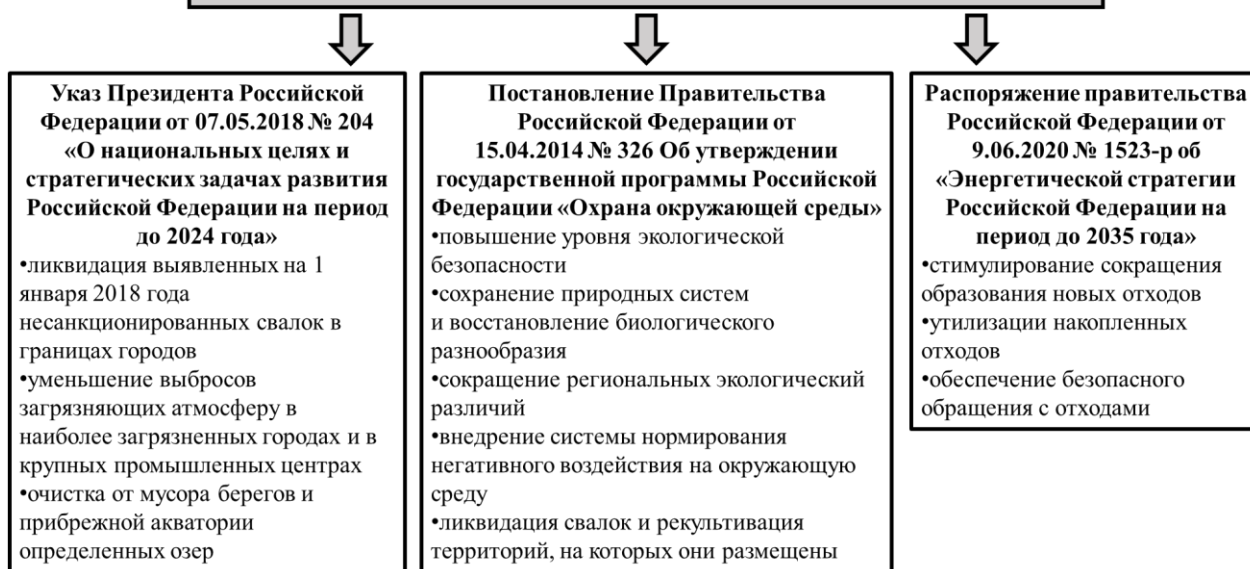 Указ Президента Российской
Федерации от 07.05.2018 № 204
«О национальных целях и
стратегических задачах развития
Российской Федерации на период
до 2024 года»
•ликвидация выявленных на 1
января 2018 года
несанкционированных свалок в
границах городов
•уменьшение выбросов
загрязняющих атмосферу в
наиболее загрязненных городах и в
крупных промышленных центрах
•очистка от мусора берегов и
прибрежной акватории
определенных озер
Постановление Правительства
Российской Федерации от
15.04.2014 № 326 Об утверждении
государственной программы Российской
Федерации «Охрана окружающей среды»
•повышение уровня экологической
безопасности
•сохранение природных систем
и восстановление биологического
разнообразия
•сокращение региональных экологический
различий
•внедрение системы нормирования
негативного воздействия на окружающую
среду
•ликвидация свалок и рекультивация
территорий, на которых они размещены
Распоряжение правительства
Российской Федерации от
9.06.2020 № 1523-р об
«Энергетической стратегии
Российской Федерации на
период до 2035 года»
•стимулирование сокращения
образования новых отходов
•утилизации накопленных
отходов
•обеспечение безопасного
обращения с отходами